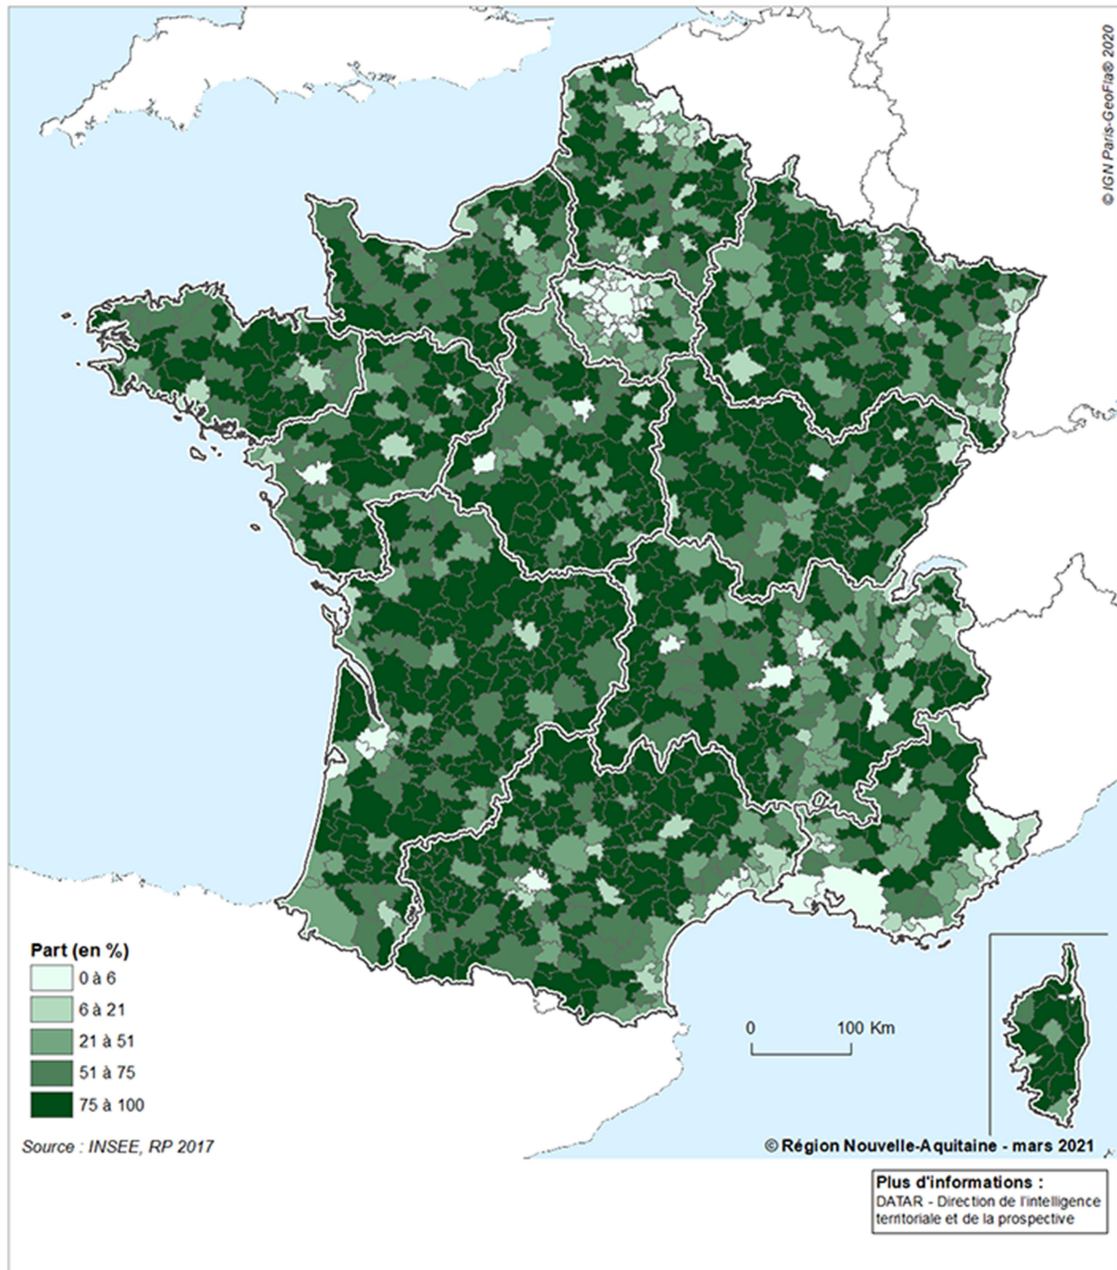 © IGN Paris-GeoFla® 2020
Part (en %)
0 à 6
6 à 21
21 à 51
51 à 75
75 à 100
0 100 Km
Source : INSEE, RP 2017
© Région Nouvelle-Aquitaine - mars 2021
Plus d'informations :
DATAR - Direction de l'intelligence
territoriale et de la prospective